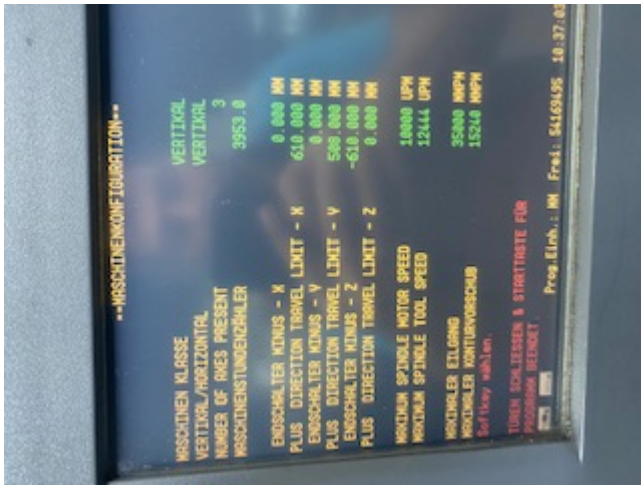 **MASCHINENKONFIGURATION**
MASCHINEN KLASSE VERTIKAL
VERTIKAL/HORIZONTAL VERTIKAL
NUMBER OF AXES PRESENT 3
MASCHINENSTUNDENZÄHLER 3953.0
ENDSCHALTER MINUS - X 0.000 MM
PLUS DIRECTION TRAVEL LIMIT - X 610.000 MM
ENDSCHALTER MINUS - Y 0.000 MM
PLUS DIRECTION TRAVEL LIMIT - Y 508.000 MM
ENDSCHALTER MINUS - Z -610.000 MM
PLUS DIRECTION TRAVEL LIMIT - Z 0.000 MM
MAXIMUM SPINDLE MOTOR SPEED 10000 UPM
MAXIMUM SPINDLE TOOL SPEED 12444 UPM
MAXIMALER EILGANG 35000 MMPM
MAXIMALER KONTURVORSCHUB 15240 MMPM
Softkey wählen.
TÜREN SCHLIESSEN & STARTTASTE FÜR
PROGRAMM BEENDET.
Prog.Einh.: MM Frei: 54169495 10:37:03